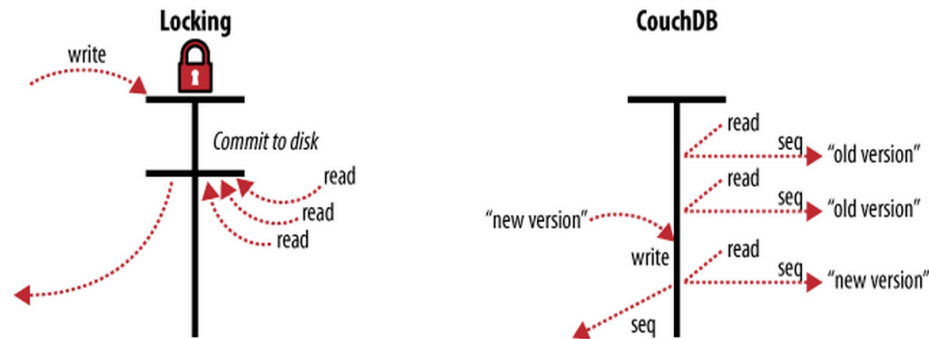 Locking
write
Commit to disk
read
read
read
CouchDB
read
seq
“old version”
read
seq
“old version”
“new version”
write
read
seq
“new version”
seq